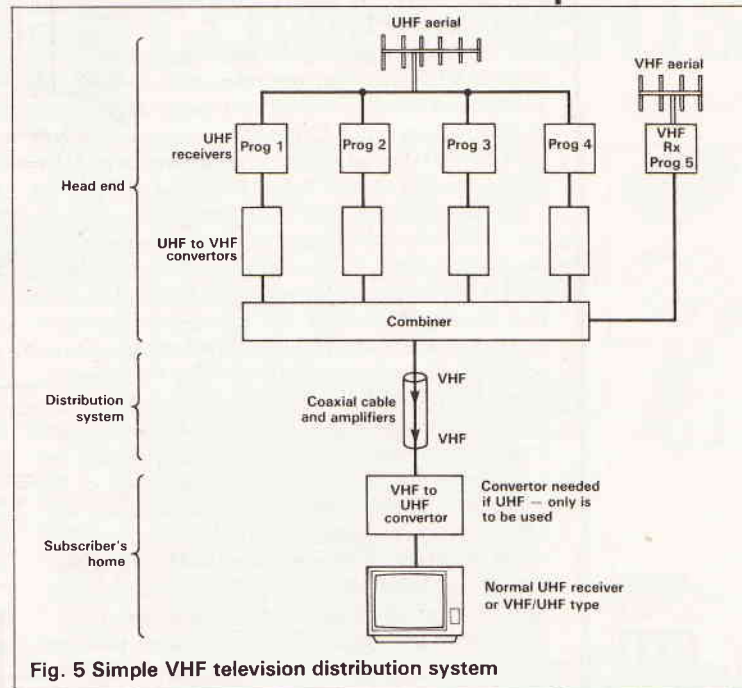 UHF aerial
VHF aerial
UHF
receivers
Prog 1
Prog 2
Prog 3
Prog 4
VHF
Rx
Prog 5
Head end
UHF to VHF
convertors
Combiner
Distribution
system
Coaxial cable
and amplifiers
VHF
VHF
VHF to
UHF
convertor
Convertor needed
if UHF — only is
to be used
Subscriber's
home
Normal UHF receiver
or VHF/UHF type
Fig. 5 Simple VHF television distribution system